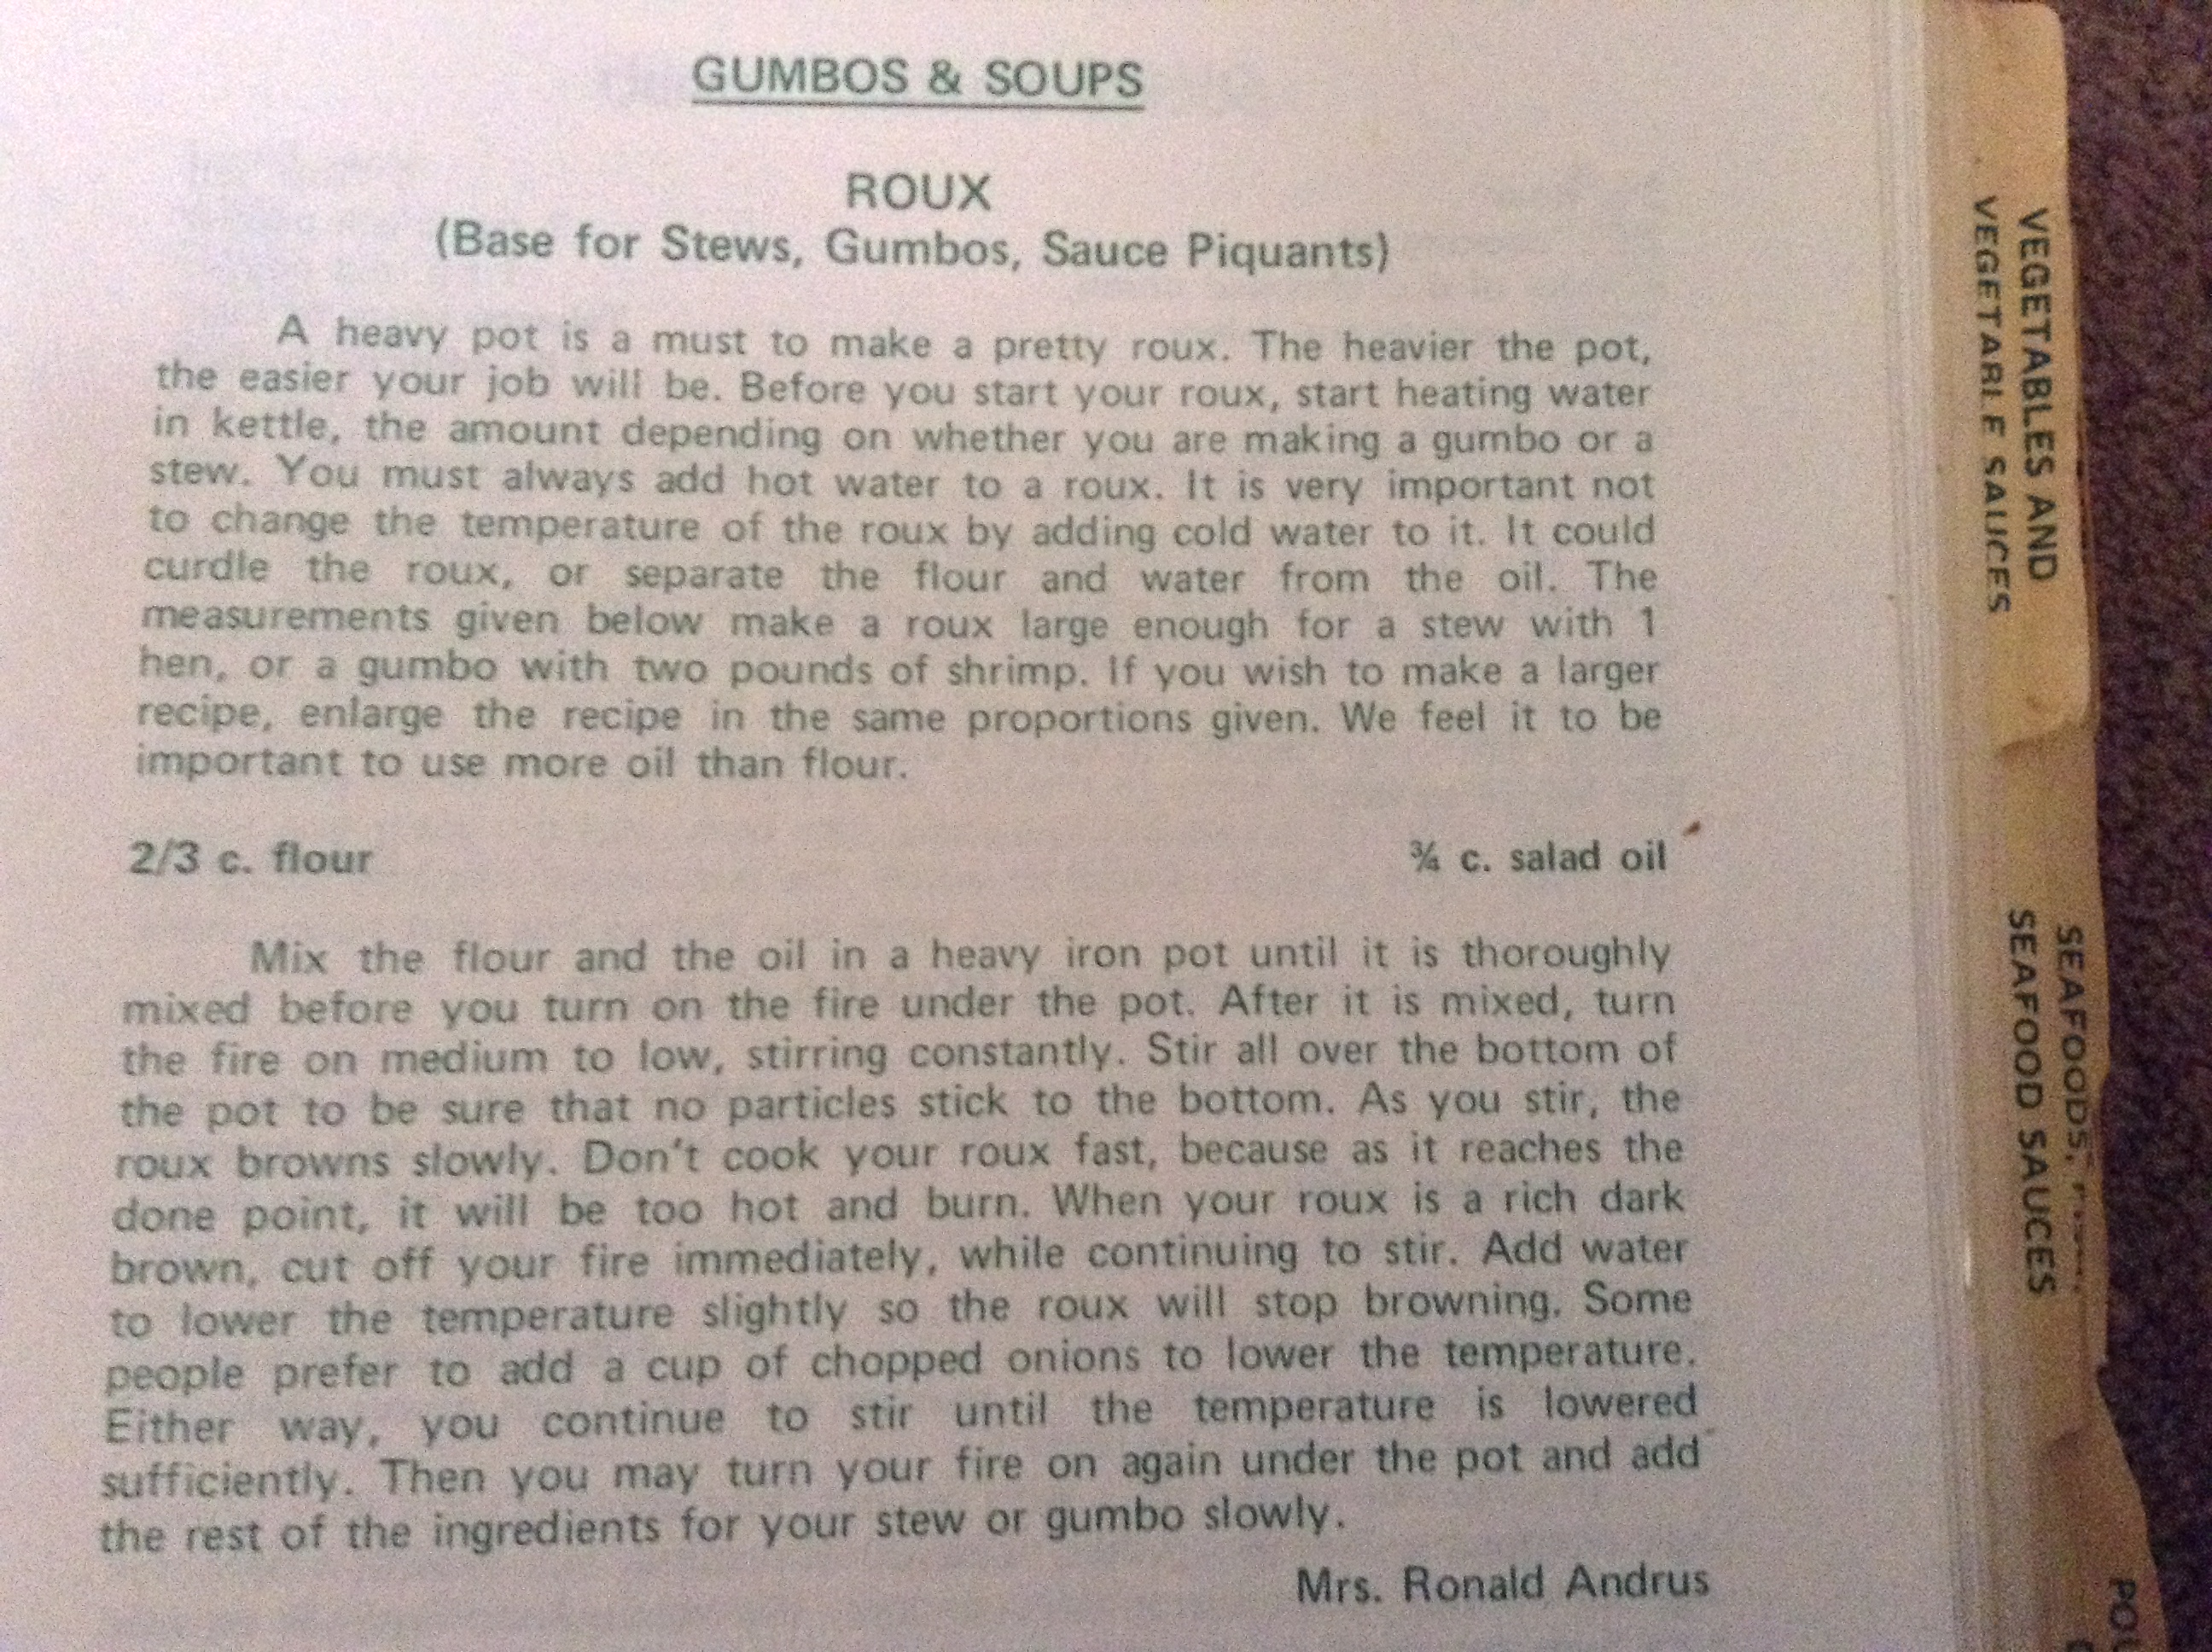 GUMBOS & SOUPS
ROUX
(Base for Stews, Gumbos, Sauce Piquants)
A heavy pot is a must to make a pretty roux. The heavier the pot,
the easier your job will be. Before you start your roux, start heating water
in kettle, the amount depending on whether you are making a gumbo or a
stew. You must always add hot water to a roux. It is very important not
to change the temperature of the roux by adding cold water to it. It could
curdle the roux, or separate the flour and water from the oil. The
measurements given below make a roux large enough for a stew with 1
hen, or a gumbo with two pounds of shrimp. If you wish to make a larger
recipe, enlarge the recipe in the same proportions given. We feel it to be
important to use more oil than flour.
2/3 c. flour
¾ c. salad oil
Mix the flour and the oil in a heavy iron pot until it is thoroughly
mixed before you turn on the fire under the pot. After it is mixed, turn
the fire on medium to low, stirring constantly. Stir all over the bottom of
the pot to be sure that no particles stick to the bottom. As you stir, the
roux browns slowly. Don't cook your roux fast, because as it reaches the
done point, it will be too hot and burn. When your roux is a rich dark
brown, cut off your fire immediately, while continuing to stir. Add water
to lower the temperature slightly so the roux will stop browning. Some
people prefer to add a cup of chopped onions to lower the temperature.
Either way, you continue to stir until the temperature is lowered
sufficiently. Then you may turn your fire on again under the pot and add
the rest of the ingredients for your stew or gumbo slowly.
Mrs. Ronald Andrus
VEGETABLES AND
VEGETABLE SAUCES
SEAFOODS,
SEAFOOD SAUCES
PO